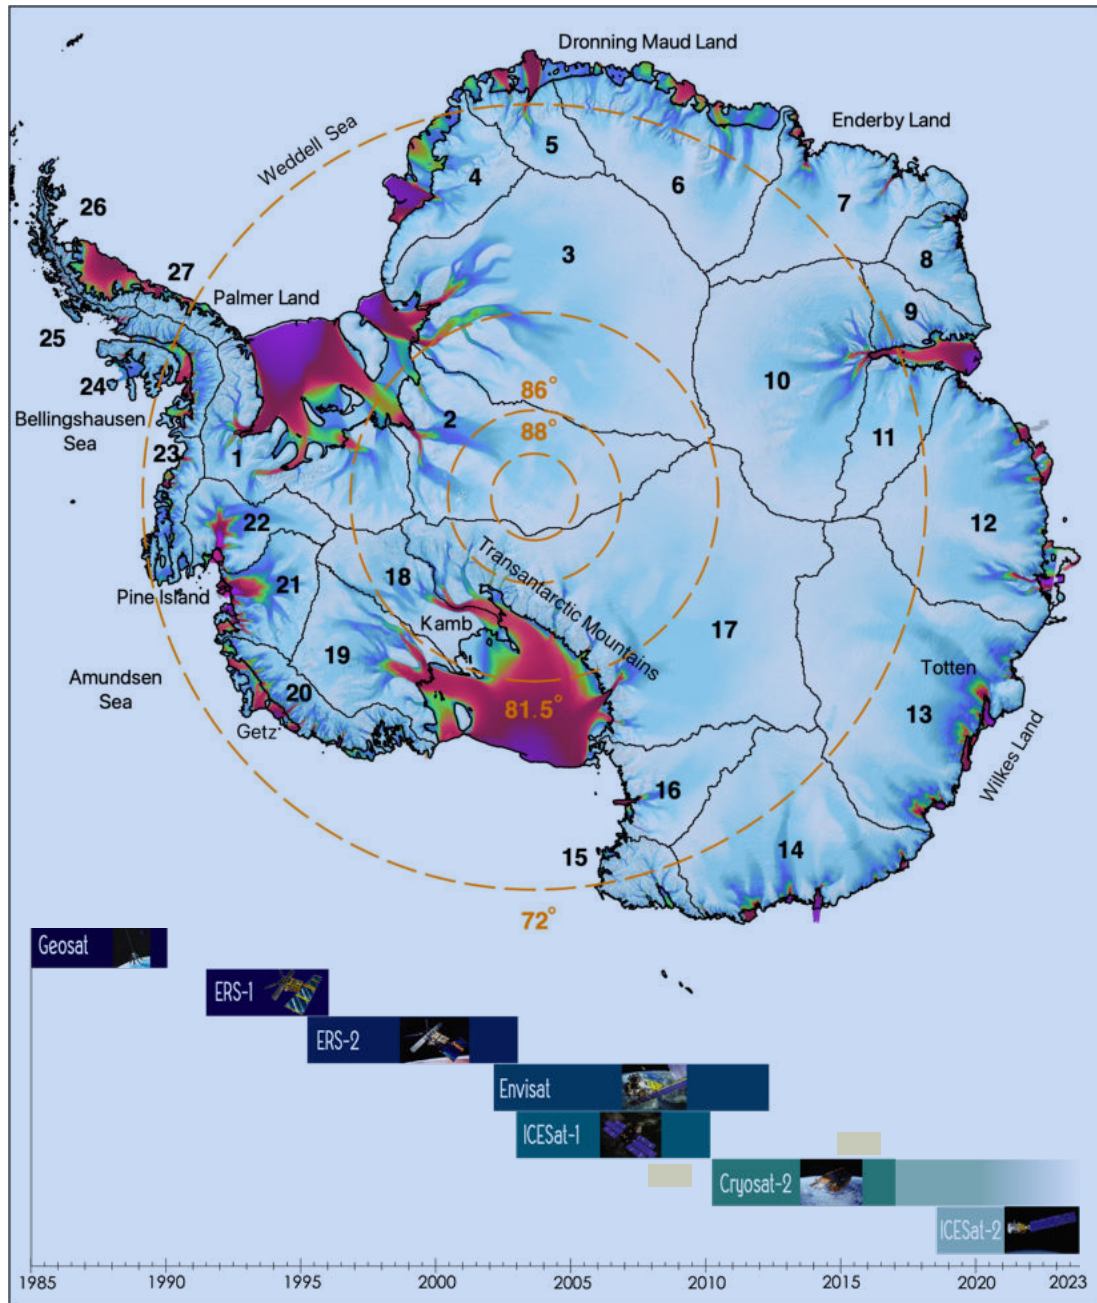 Dronning Maud Land
Enderby Land
Weddell Sea
5
4
6
7
26
3
8
27
Palmer Land
9
25
10
86°
24
2
88°
Bellingshausen
Sea
11
23
1
22
12
Transantarctic Mountains
18
21
Pine Island
Kamb
17
19
Totten
Amundsen
Sea
20
81.5°
13
Getz
Wilkes Land
16
15
14
72°
Geosat
ERS-1
ERS-2
Envisat
ICESat-1
Cryosat-2
ICESat-2
1985 1990 1995 2000 2005 2010 2015 2020 2023